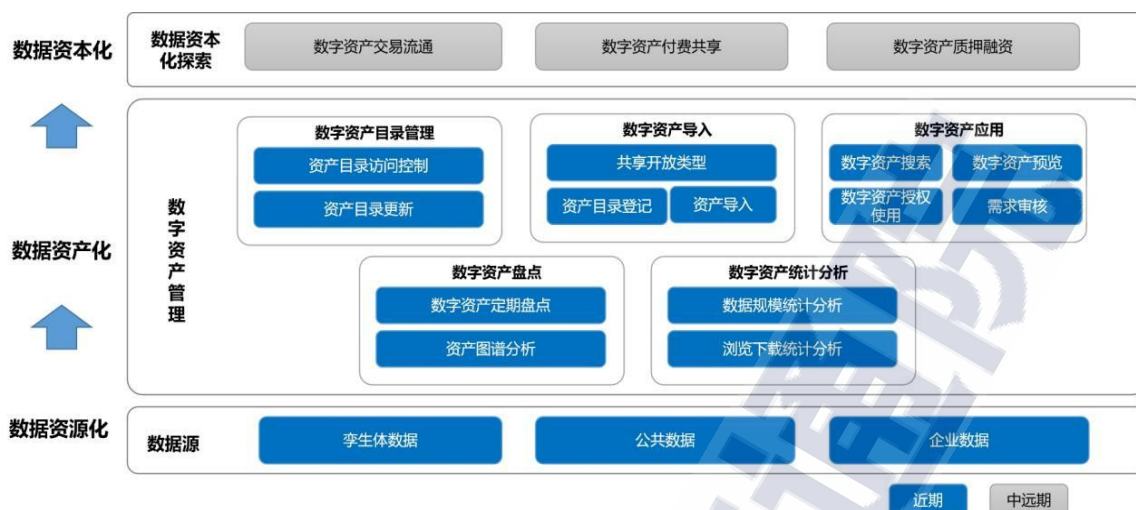 数据资本化
数据资本
化探索
数字资产交易流通
数字资产付费共享
数字资产质押融资
数据资产化
数字资产管理
数字资产目录管理
资产目录访问控制
资产目录更新
数字资产导入
共享开放类型
资产目录登记
资产导入
数字资产应用
数字资产搜索
数字资产预览
数字资产授权
使用
需求审核
数字资产盘点
数字资产定期盘点
资产图谱分析
数字资产统计分析
数据规模统计分析
浏览下载统计分析
数据资源化
数据源
孪生体数据
公共数据
企业数据
近期
中远期